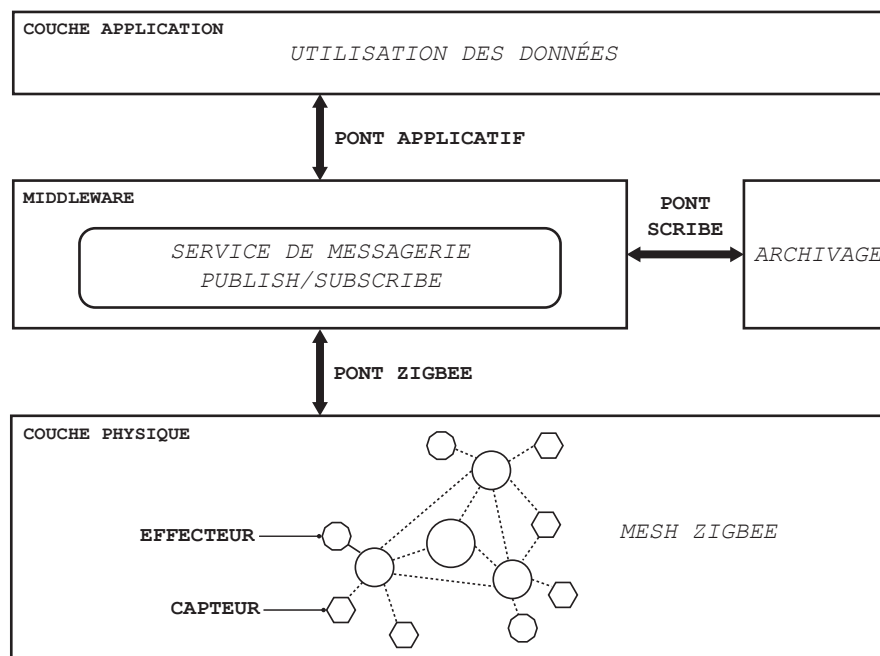 COUCHE APPLICATION
UTILISATION DES DONNÉES
PONT APPLICATIF
MIDDLEWARE
SERVICE DE MESSAGERIE
PUBLISH/SUBSCRIBE
PONT
SCRIBE
ARCHIVAGE
PONT ZIGBEE
COUCHE PHYSIQUE
EFFECTEUR
MESH ZIGBEE
CAPTEUR